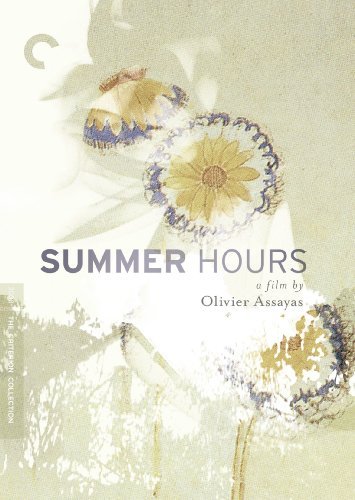 SUMMER HOURS
a film by
Olivier Assayas
THE CRITERION COLLECTION